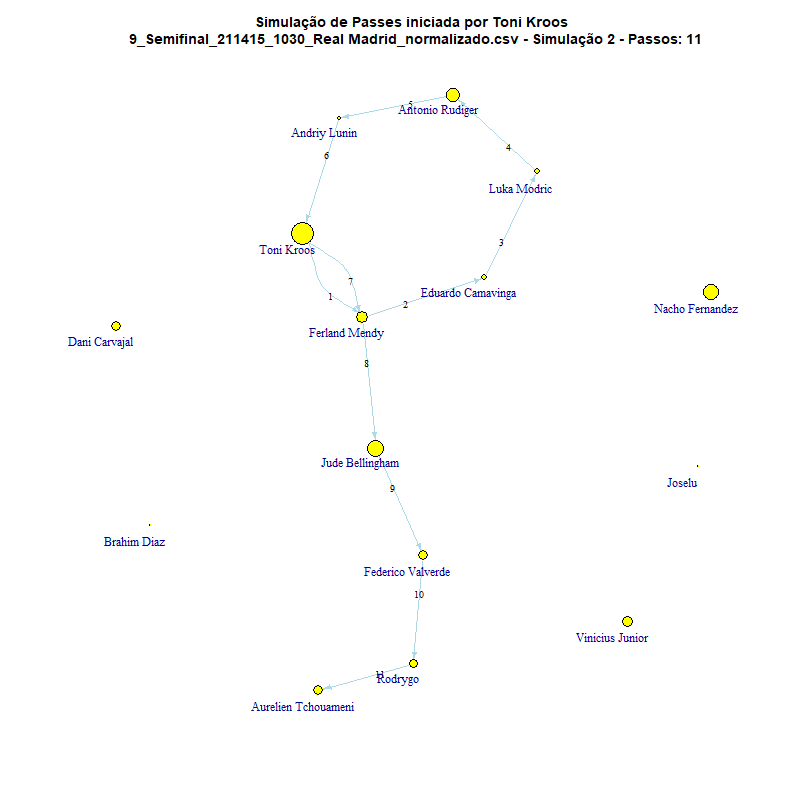 Simulação de Passes iniciada por Toni Kroos
9_Semifinal_211415_1030_Real Madrid_normalizado.csv - Simulação 2 - Passos: 11
5
Antonio Rudiger
Andriy Lunin
4
6
Luka Modric
3
Toni Kroos
7
Eduardo Camavinga
1
2
Nacho Fernandez
Ferland Mendy
Dani Carvajal
8
Jude Bellingham
Joselu
9
Brahim Diaz
Federico Valverde
10
Vinicius Junior
11
Rodrygo
Aurelien Tchouameni